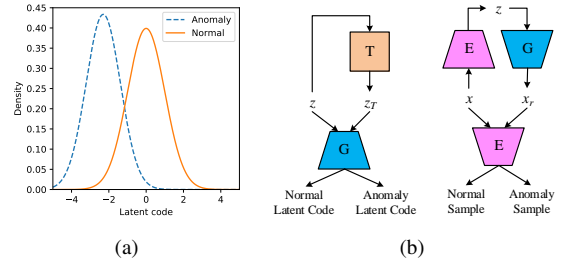 0.45
0.40
0.35
0.30
0.25
0.20
0.15
0.10
0.05
0.00
Density
−4 −2 0 2 4
Latent code
Anomaly
Normal
(a)
T
z z_T
G
Normal
Latent Code
Anomaly
Latent Code
z
E G
x x_r
E
Normal
Sample
Anomaly
Sample
(b)